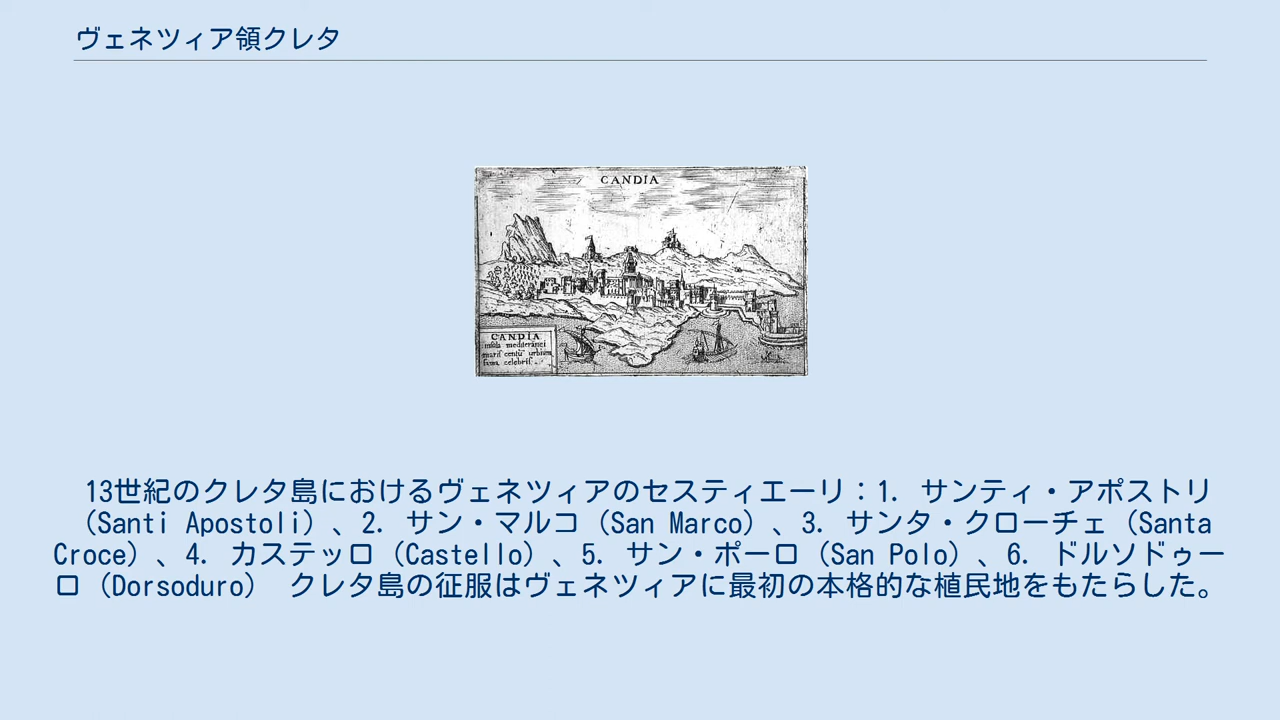 ヴェネツィア領クレタ
CANDIA
CANDIA
insula mediterranei
maris centū urbium
fama celebris.
13世紀のクレタ島におけるヴェネツィアのセスティエーリ：1. サンティ・アポストリ
（Santi Apostoli）、2. サン・マルコ（San Marco）、3. サンタ・クローチェ（Santa
Croce）、4. カステッロ（Castello）、5. サン・ポーロ（San Polo）、6. ドルソドゥー
ロ（Dorsoduro） クレタ島の征服はヴェネツィアに最初の本格的な植民地をもたらした。